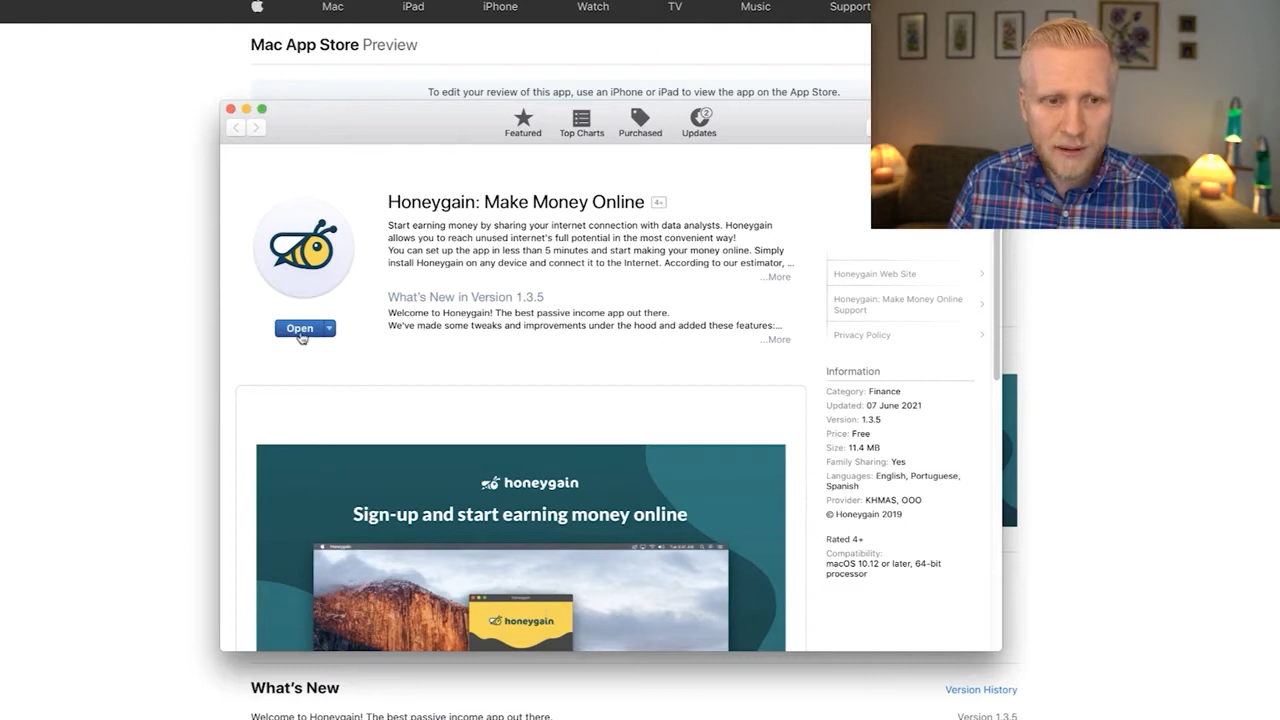 Mac iPad iPhone Watch TV Music Support
Mac App Store Preview
To edit your review of this app, use an iPhone or iPad to view the app on the App Store.
Featured Top Charts Purchased Updates
2
Honeygain: Make Money Online 4+
Start earning money by sharing your internet connection with data analysts. Honeygain
allows you to reach unused internet's full potential in the most convenient way!
You can set up the app in less than 5 minutes and start making your money online. Simply
install Honeygain on any device and connect it to the Internet. According to our estimator, ...
...More
What's New in Version 1.3.5
Welcome to Honeygain! The best passive income app out there.
We've made some tweaks and improvements under the hood and added these features:...
...More
Open
Honeygain Web Site
Honeygain: Make Money Online
Support
Privacy Policy
Information
Category: Finance
Updated: 07 June 2021
Version: 1.3.5
Price: Free
Size: 11.4 MB
Family Sharing: Yes
Languages: English, Portuguese,
Spanish
Provider: KHMAS, OOO
© Honeygain 2019
Rated 4+
Compatibility:
macOS 10.12 or later, 64-bit
processor
honeygain
Sign-up and start earning money online
Honeygain
honeygain
What's New
Version History
Welcome to Honeygain! The best passive income app out there.
Version 1.3.5